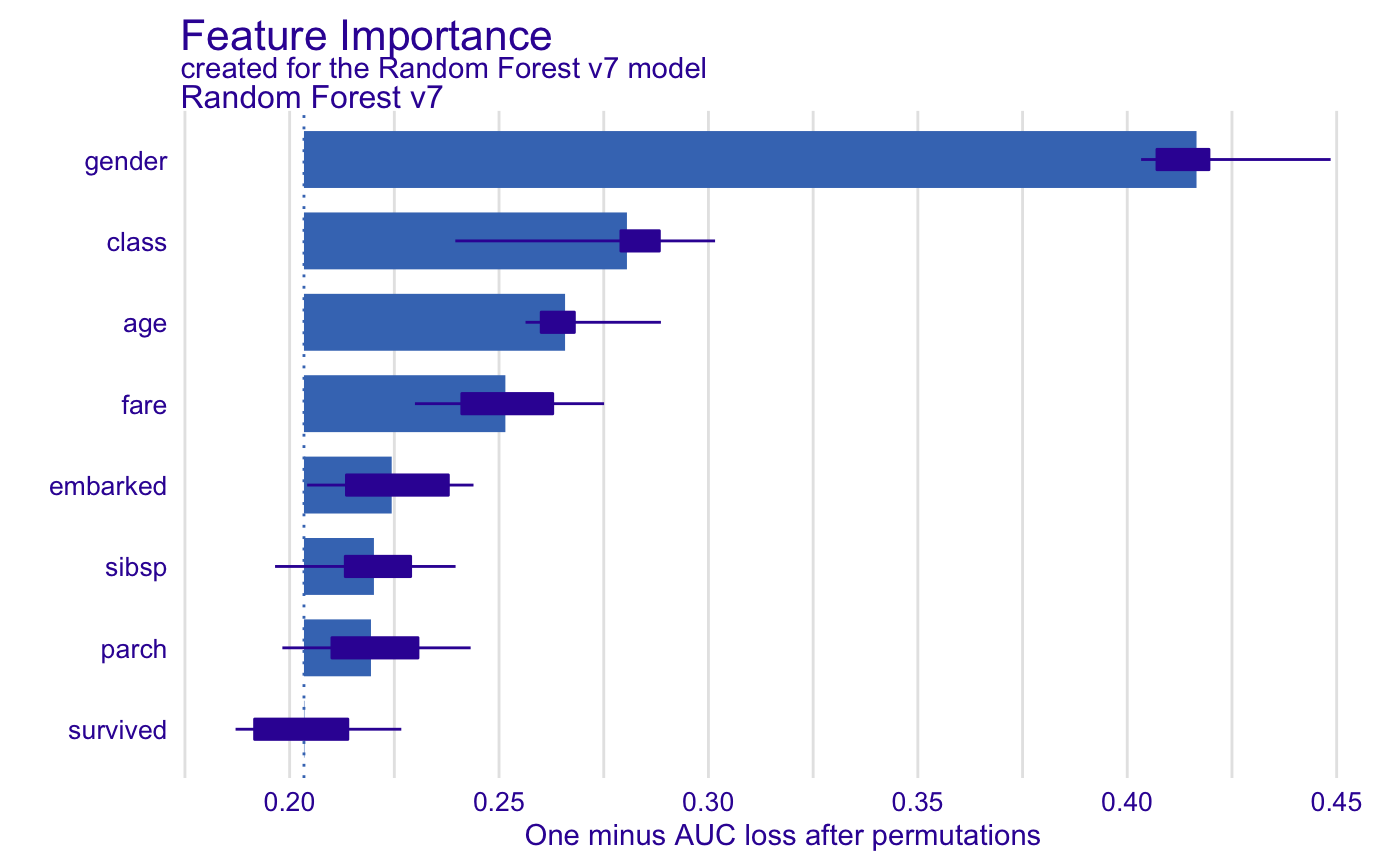 Feature Importance
created for the Random Forest v7 model
Random Forest v7
gender
class
age
fare
embarked
sibsp
parch
survived
0.20 0.25 0.30 0.35 0.40 0.45
One minus AUC loss after permutations